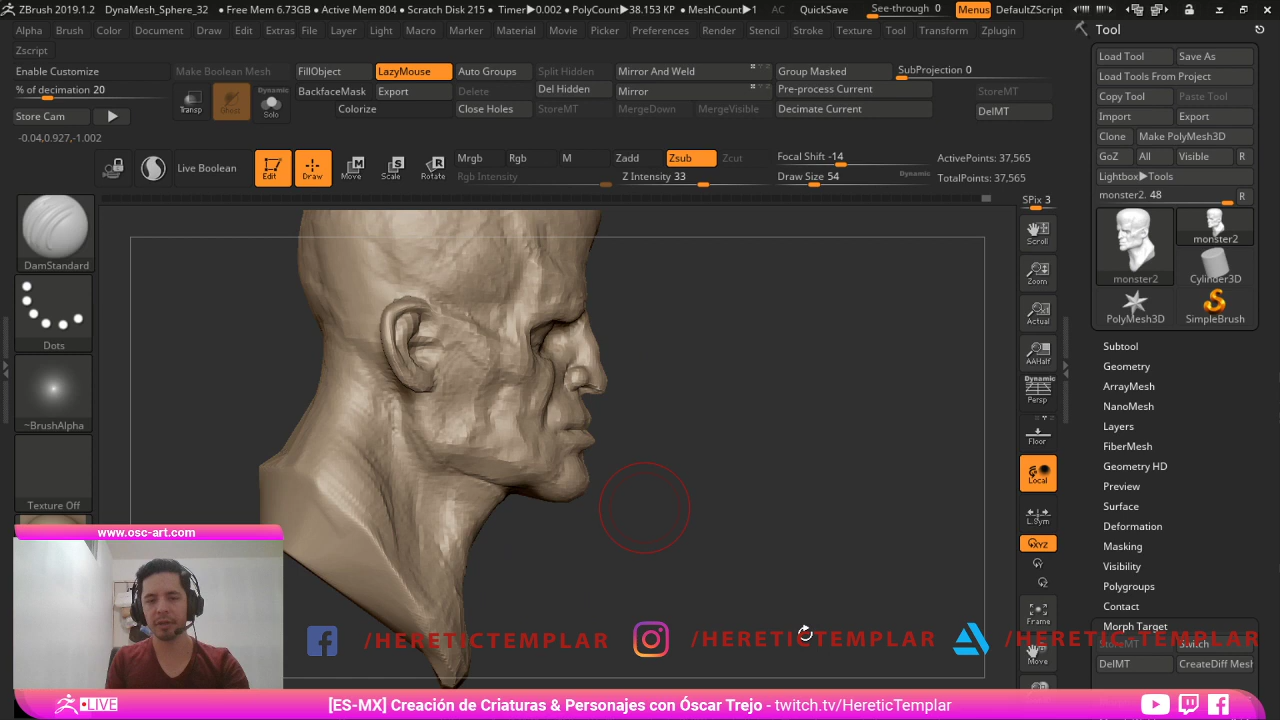 ZBrush 2019.1.2 DynaMesh_Sphere_32 • Free Mem 6.73GB • Active Mem 804 • Scratch Disk 215 • Timer▶0.002 • PolyCount▶38.153 KP • MeshCount▶1 AC QuickSave See-through 0 Menus DefaultZScript
Alpha Brush Color Document Draw Edit Extras File Layer Light Macro Marker Material Movie Picker Preferences Render Stencil Stroke Texture Tool Transform Zplugin
Zscript
Tool
Enable Customize
% of decimation 20
Store Cam
Make Boolean Mesh
Transp
Ghost
Dynamic
Solo
FillObject LazyMouse Auto Groups Split Hidden Mirror And Weld Group Masked SubProjection 0
BackfaceMask Export Delete Del Hidden Mirror Pre-process Current StoreMT
Colorize Close Holes StoreMT MergeDown MergeVisible Decimate Current DelMT
-0.04,0.927,-1.002
Live Boolean
Edit
Draw
Move
Scale
Rotate
Mrgb Rgb M Zadd Zsub Zcut Focal Shift -14 ActivePoints: 37,565
Rgb Intensity Z Intensity 33 Draw Size 54 Dynamic TotalPoints: 37,565
DamStandard
Dots
~BrushAlpha
Texture Off
SPix 3
Scroll
Zoom
Actual
AAHalf
Dynamic
Persp
Floor
Local
L.Sym
XYZ
Frame
Move
Load Tool Save As
Load Tools From Project
Copy Tool Paste Tool
Import Export
Clone Make PolyMesh3D
GoZ All Visible R
Lightbox▶Tools
monster2. 48 R
monster2
monster2
Cylinder3D
PolyMesh3D
SimpleBrush
Subtool
Geometry
ArrayMesh
NanoMesh
Layers
FiberMesh
Geometry HD
Preview
Surface
Deformation
Masking
Visibility
Polygroups
Contact
Morph Target
StoreMT Switch
DelMT CreateDiff Mesh
www.osc-art.com
/HERETICTEMPLAR /HERETICTEMPLAR /HERETICTEMPLAR
LIVE
[ES-MX] Creación de Criaturas & Personajes con Óscar Trejo - twitch.tv/HereticTemplar